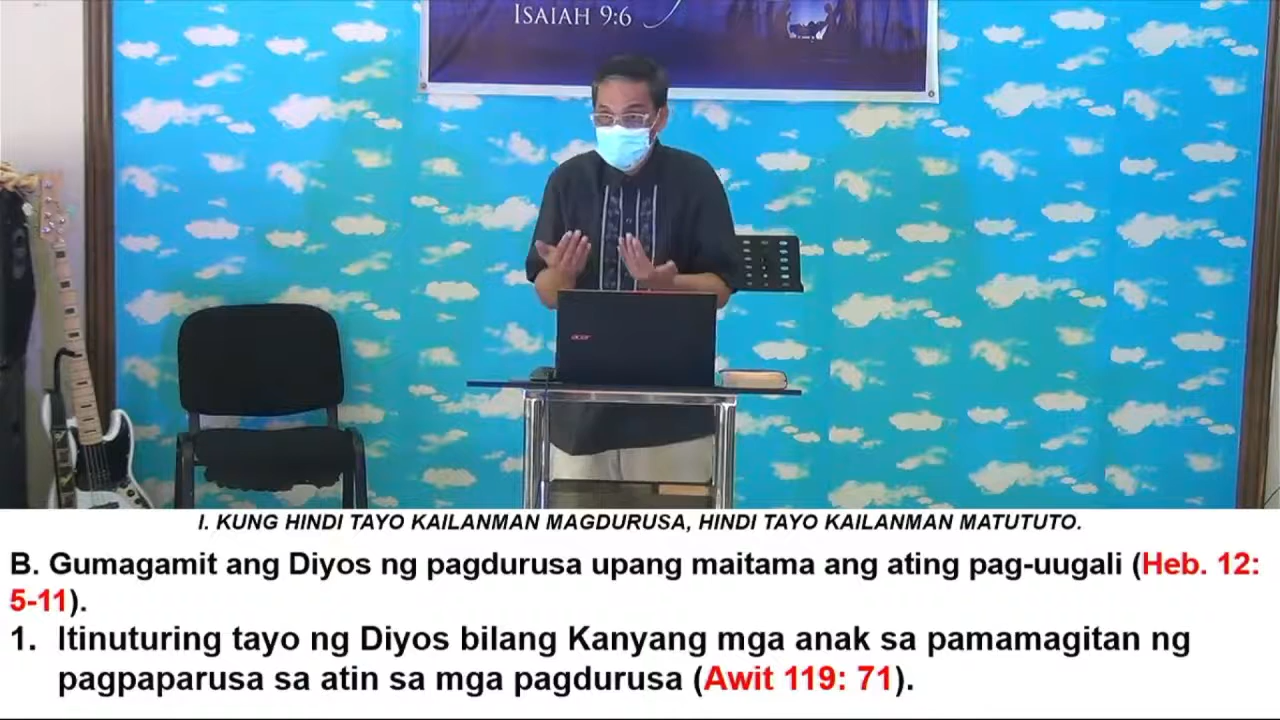 ISAIAH 9:6
acer
I. KUNG HINDI TAYO KAILANMAN MAGDURUSA, HINDI TAYO KAILANMAN MATUTUTO.
B. Gumagamit ang Diyos ng pagdurusa upang maitama ang ating pag-uugali (Heb. 12:
5-11).
1. Itinuturing tayo ng Diyos bilang Kanyang mga anak sa pamamagitan ng
pagpaparusa sa atin sa mga pagdurusa (Awit 119: 71).